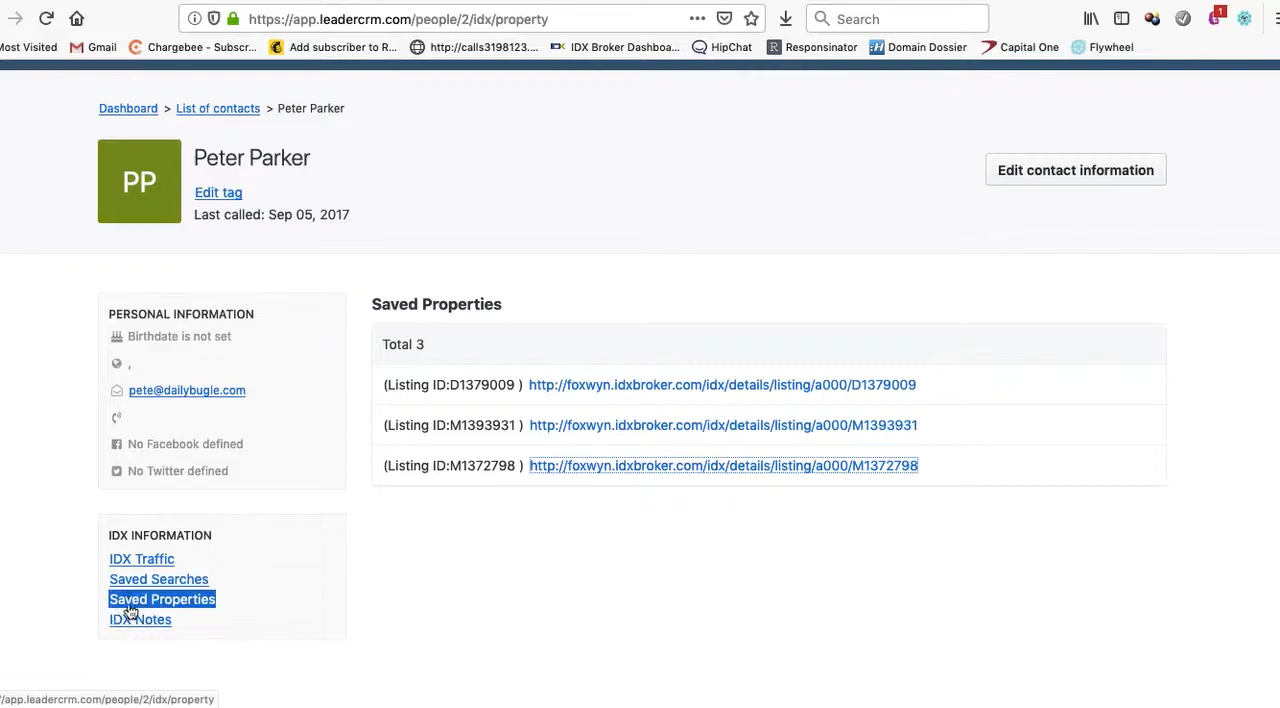 https://app.leadercrm.com/people/2/idx/property
Search
1
Most Visited Gmail Chargebee - Subscr... Add subscriber to R... http://calls3198123.... IDX Broker Dashboa... HipChat Responsinator Domain Dossier Capital One Flywheel
Dashboard > List of contacts > Peter Parker
PP
Peter Parker
Edit tag
Last called: Sep 05, 2017
Edit contact information
PERSONAL INFORMATION
Birthdate is not set
,
pete@dailybugle.com
No Facebook defined
No Twitter defined
IDX INFORMATION
IDX Traffic
Saved Searches
Saved Properties
IDX Notes
Saved Properties
Total 3
(Listing ID:D1379009 ) http://foxwyn.idxbroker.com/idx/details/listing/a000/D1379009
(Listing ID:M1393931 ) http://foxwyn.idxbroker.com/idx/details/listing/a000/M1393931
(Listing ID:M1372798 ) http://foxwyn.idxbroker.com/idx/details/listing/a000/M1372798
/app.leadercrm.com/people/2/idx/property